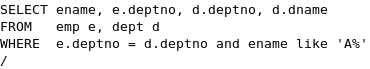 SELECT ename, e.deptno, d.deptno, d.dname
FROM   emp e, dept d
WHERE  e.deptno = d.deptno and ename like 'A%'
/